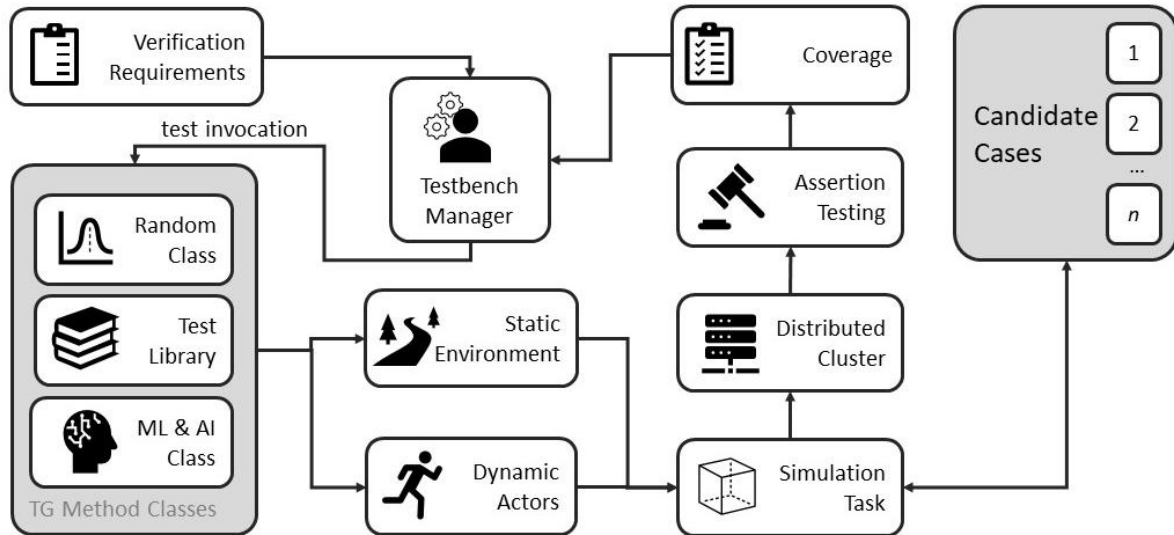 Verification
Requirements
test invocation
Testbench
Manager
Coverage
Candidate
Cases
1
2
...
n
Random
Class
Test
Library
ML & AI
Class
TG Method Classes
Static
Environment
Dynamic
Actors
Assertion
Testing
Distributed
Cluster
Simulation
Task